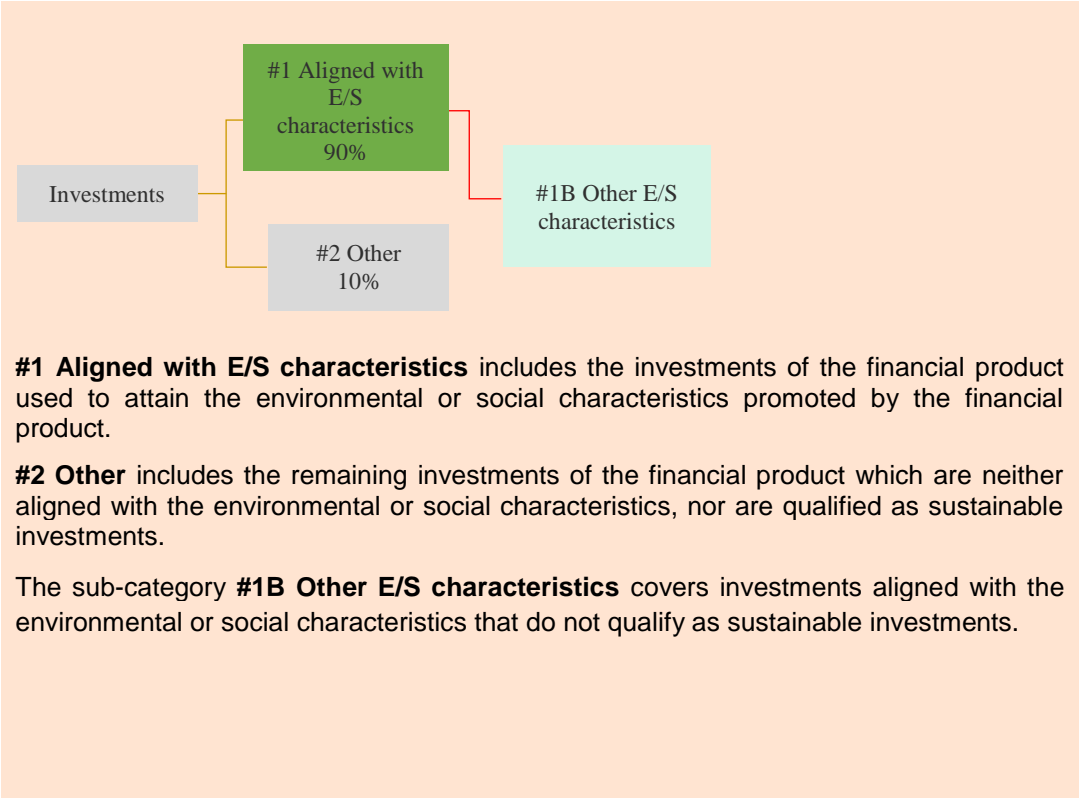 #1 Aligned with
E/S
characteristics
90%
Investments
#1B Other E/S
characteristics
#2 Other
10%
#1 Aligned with E/S characteristics includes the investments of the financial product
used to attain the environmental or social characteristics promoted by the financial
product.
#2 Other includes the remaining investments of the financial product which are neither
aligned with the environmental or social characteristics, nor are qualified as sustainable
investments.
The sub-category #1B Other E/S characteristics covers investments aligned with the
environmental or social characteristics that do not qualify as sustainable investments.